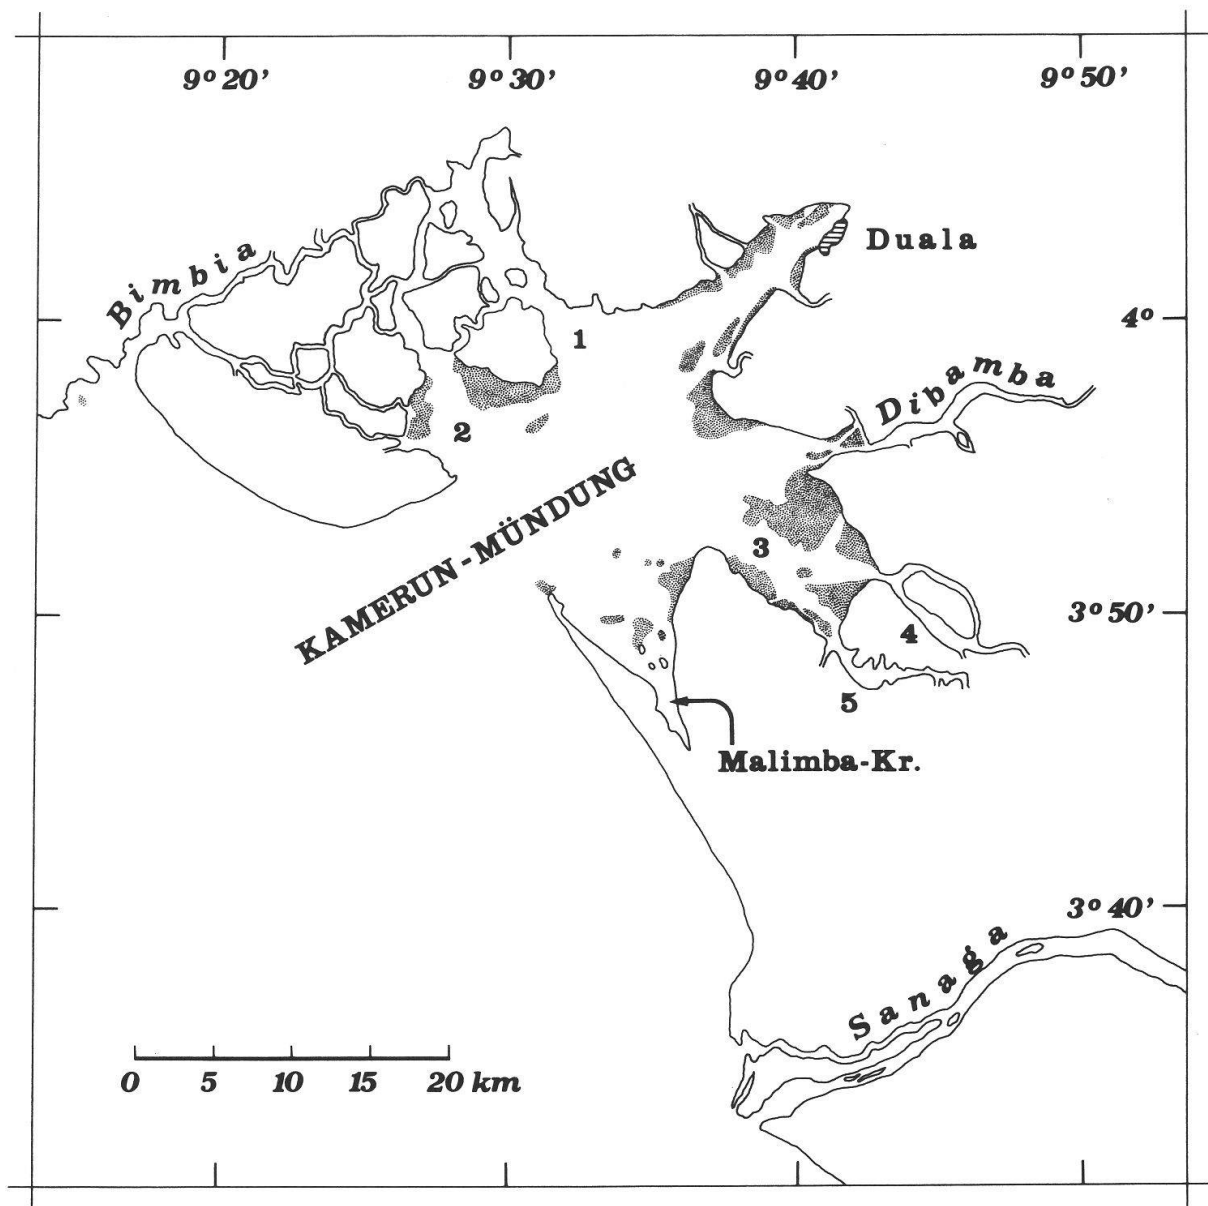 9° 20' 9° 30' 9° 40' 9° 50'
Duala
Bimbia
4°
1
Dibamba
2
KAMERUN-MÜNDUNG
3
3° 50'
4
5
Malimba-Kr.
3° 40'
Sanaga
0 5 10 15 20 km